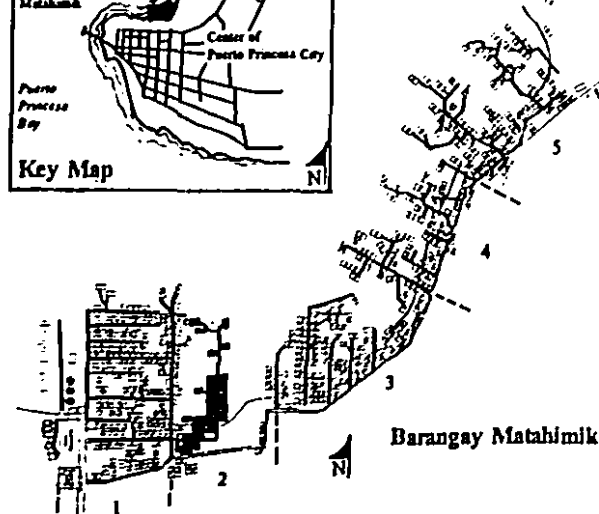 Center of
Puerto Princesa City
Puerto
Princesa
Bay
Key Map
N
5
4
3
Barangay Matahimik
N
2
1